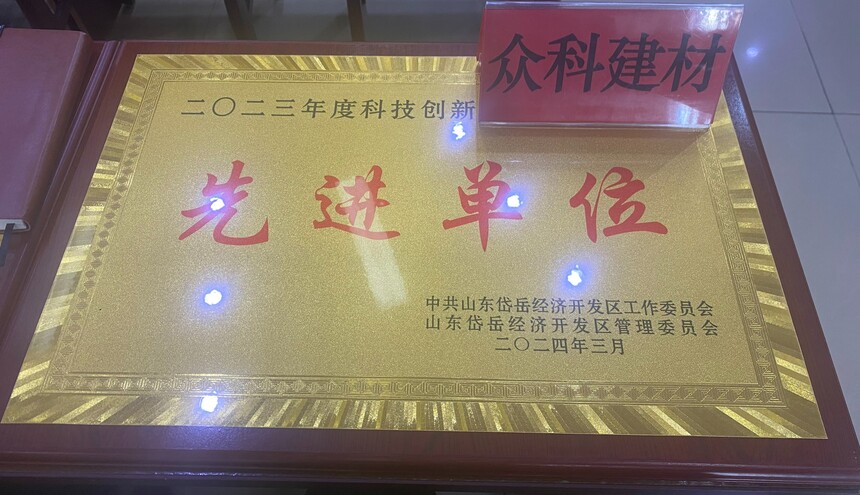 众科建材
二〇二三年度科技创新
先进单位
中共山东岱岳经济开发区工作委员会
山东岱岳经济开发区管理委员会
二〇二四年三月